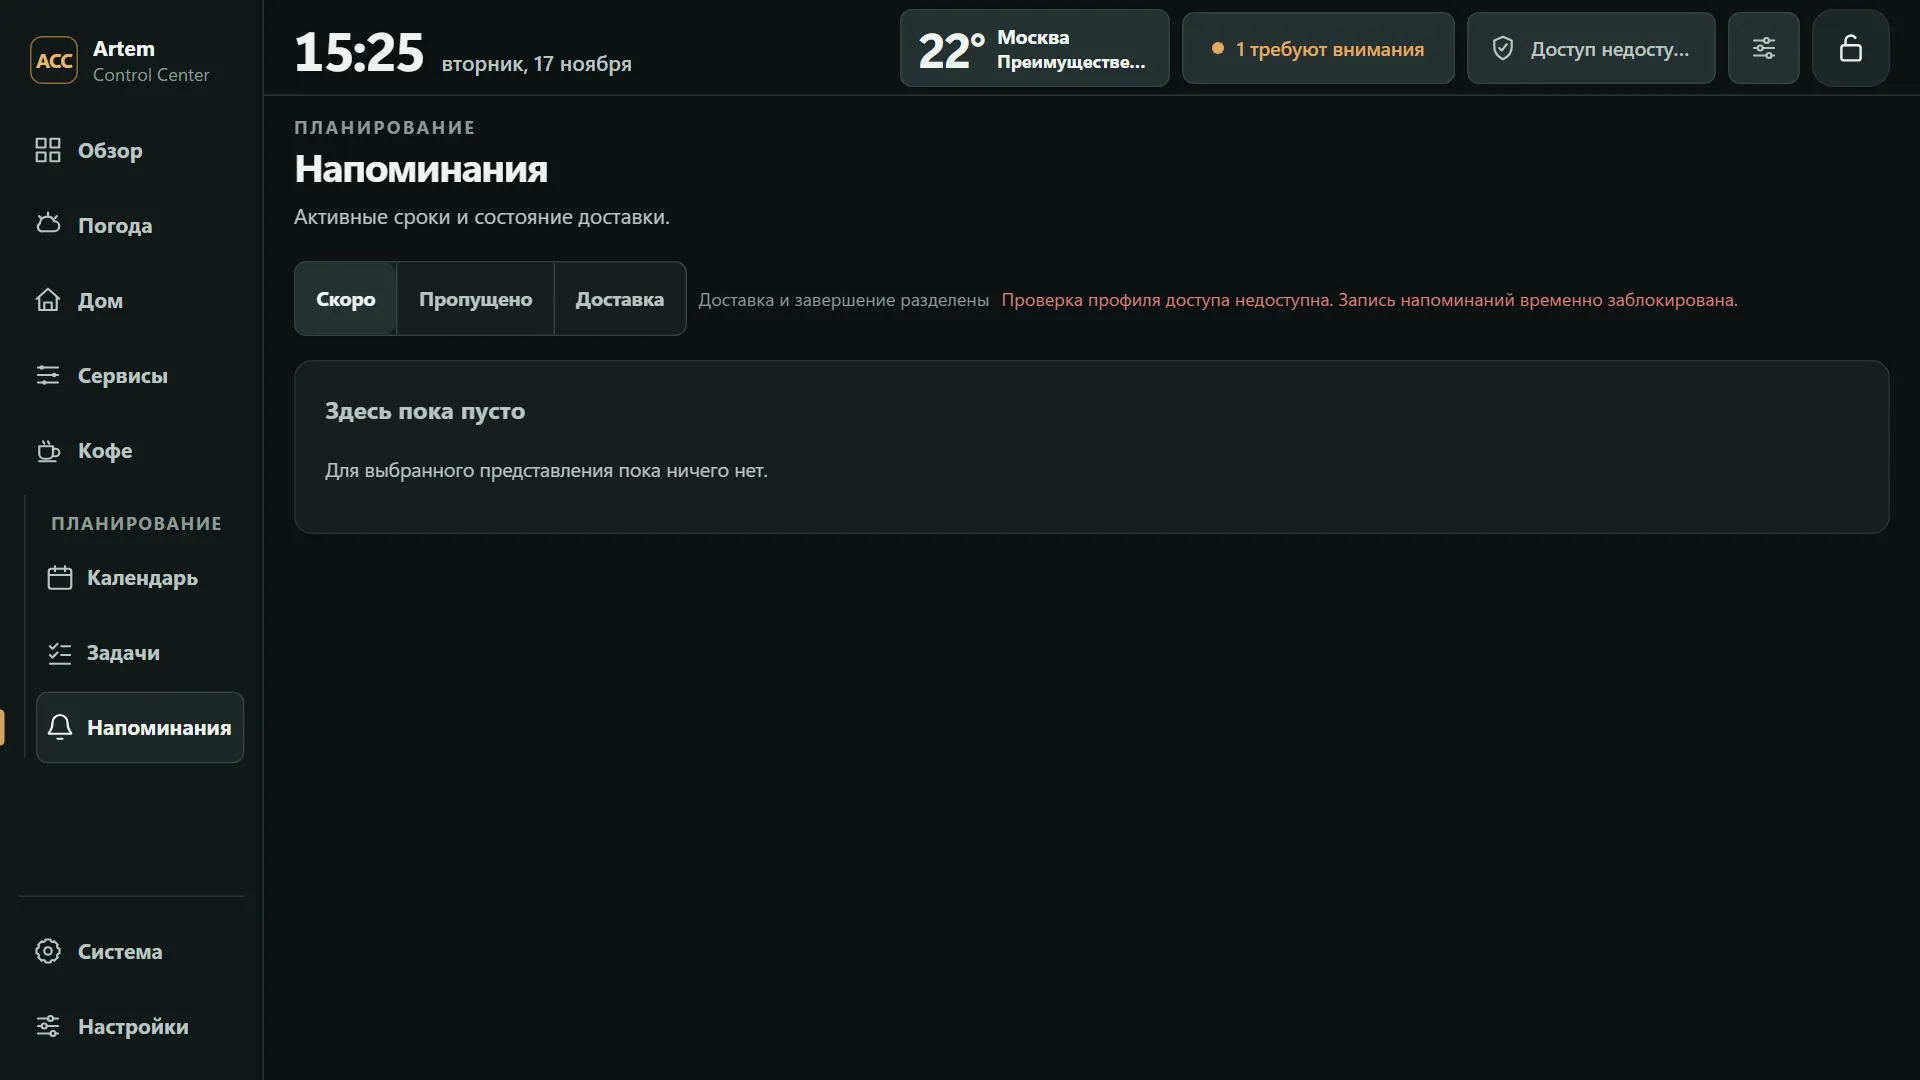 ACC
Artem
Control Center
Обзор
Погода
Дом
Сервисы
Кофе
ПЛАНИРОВАНИЕ
Календарь
Задачи
Напоминания
Система
Настройки
15:25
вторник, 17 ноября
22°
Москва
Преимуществе...
1 требуют внимания
Доступ недосту...
ПЛАНИРОВАНИЕ
Напоминания
Активные сроки и состояние доставки.
Скоро
Пропущено
Доставка
Доставка и завершение разделены
Проверка профиля доступа недоступна. Запись напоминаний временно заблокирована.
Здесь пока пусто
Для выбранного представления пока ничего нет.